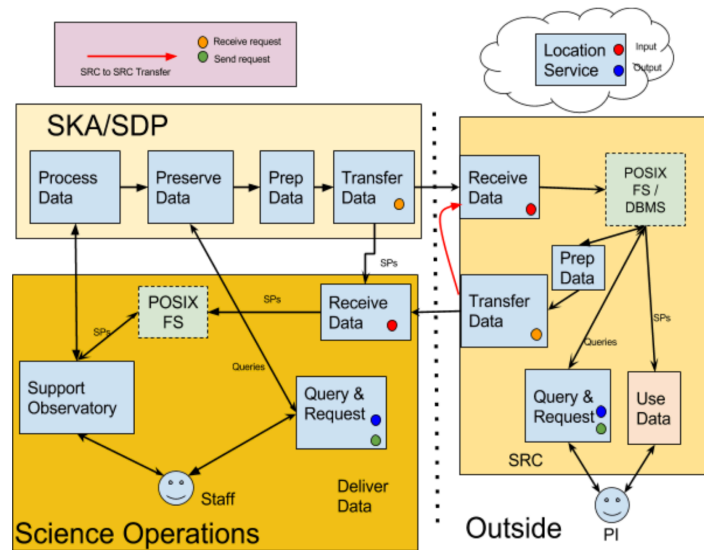 Receive request
Send request
SRC to SRC Transfer
Location
Service
Input
Output
SKA/SDP
Process
Data
Preserve
Data
Prep
Data
Transfer
Data
Receive
Data
POSIX
FS /
DBMS
SPs
Prep
Data
POSIX
FS
SPs
Receive
Data
Transfer
Data
SPs
SPs
Queries
Queries
Support
Observatory
Query &
Request
Query &
Request
Use
Data
SRC
Staff
Deliver
Data
Science Operations
Outside
PI